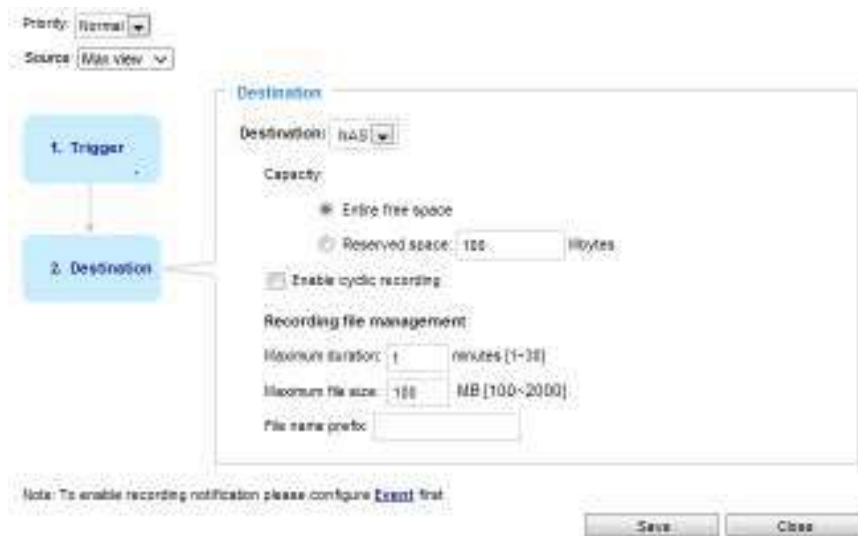 Priority: Normal
Source: Main view
Destination
Destination: NAS
1. Trigger
Capacity:
Entire free space
Reserved space: 100 Mbytes
2. Destination
Enable cyclic recording
Recording file management
Maximum duration: 1 minutes [1~30]
Maximum file size: 100 MB [100~2000]
File name prefix:
Note: To enable recording notification please configure Event first
Save Close